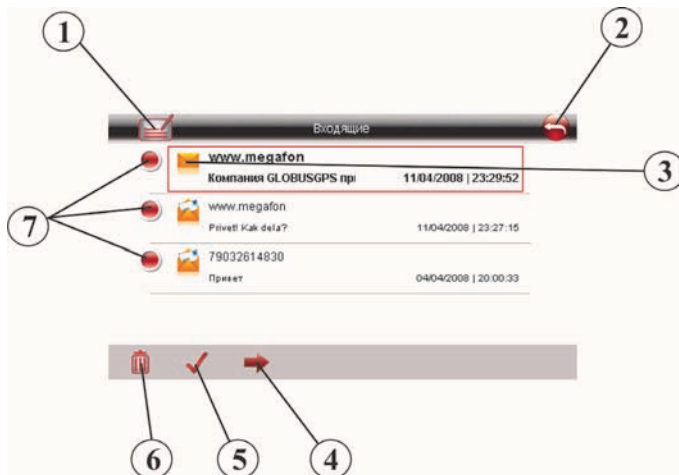 1
2
Входящие
www.megafon
Компания GLOBUSGPS при 11/04/2008 | 23:29:52
3
www.megafon
Privet! Kak dela? 11/04/2008 | 23:27:15
7
79032614830
Привет 04/04/2008 | 20:00:33
6
5
4